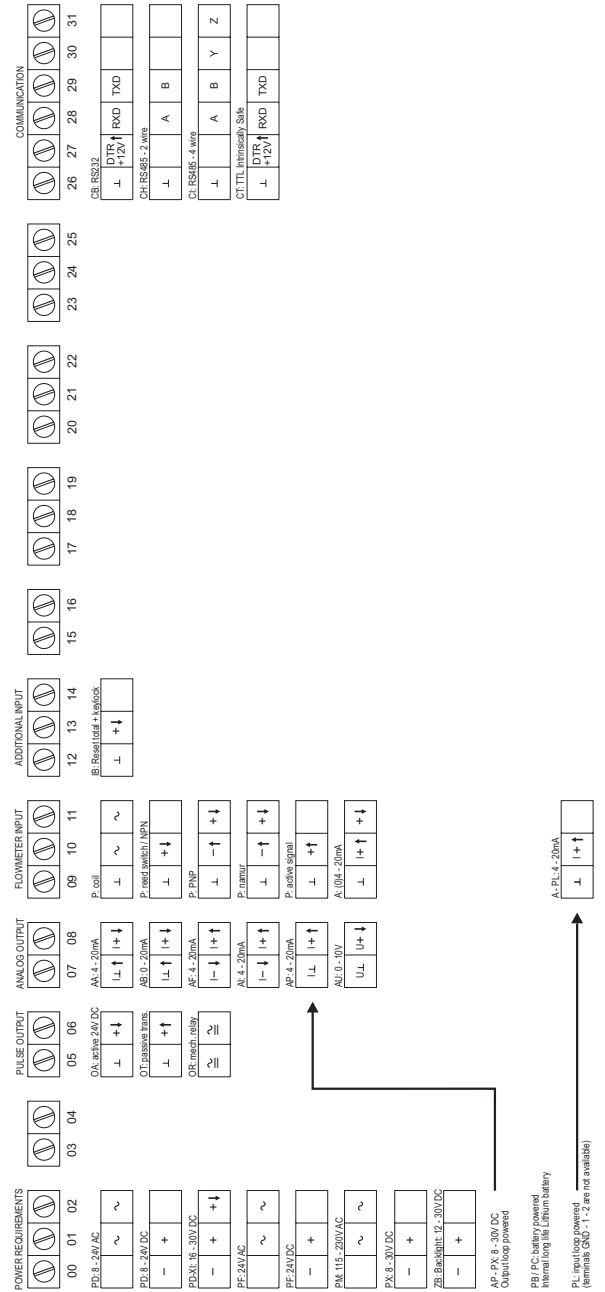 POWER REQUIREMENTS
00 01 02
PD: 8 - 24V AC
∼ ∼
PD: 8 - 24V DC
− +
PD-XI: 16 - 30V DC
− + +↓
PF: 24V AC
∼ ∼
PF: 24V DC
− +
PM: 115 - 230V AC
∼ ∼
PX: 8 - 30V DC
− +
ZB: Backlight: 12 - 30V DC
− +
AP - PX: 8 - 30V DC
Output loop powered
PB / PC: battery powered
Internal long life Lithium battery
PL: input loop powered
(terminals GND - 1 - 2 are not available)
03 04
PULSE OUTPUT
05 06
OA: active 24V DC
⊥ +↓
OT: passive trans.
⊥ +↑
OR: mech. relay
≂ ≂
ANALOG OUTPUT
07 08
AA: 4 - 20mA
I⊥↑ I+↓
AB: 0 - 20mA
I⊥↑ I+↓
AF: 4 - 20mA
I−↓ I+↑
AI: 4 - 20mA
I−↓ I+↑
AP: 4 - 20mA
I⊥ I+↑
AU: 0 - 10V
U⊥ U+↓
FLOWMETER INPUT
09 10 11
P: coil
⊥ ∼ ∼
P: reed switch / NPN
⊥ +↓
P: PNP
⊥ −↑ +↓
P: namur
⊥ −↑ +↓
P: active signal
⊥ +↑
A: (0)4 - 20mA
⊥ I+↑ +↓
A - PL: 4 - 20mA
⊥ I+↑
ADDITIONAL INPUT
12 13 14
IB: Reset total + keylock
⊥ +↓
15 16
17 18 19
20 21 22
23 24 25
COMMUNICATION
26 27 28 29 30 31
CB: RS232
⊥ DTR +12V↑ RXD TXD
CH: RS485 - 2 wire
⊥ A B
CI: RS485 - 4 wire
⊥ A B Y Z
CT: TTL Intrinsically Safe
⊥ DTR +12V↑ RXD TXD